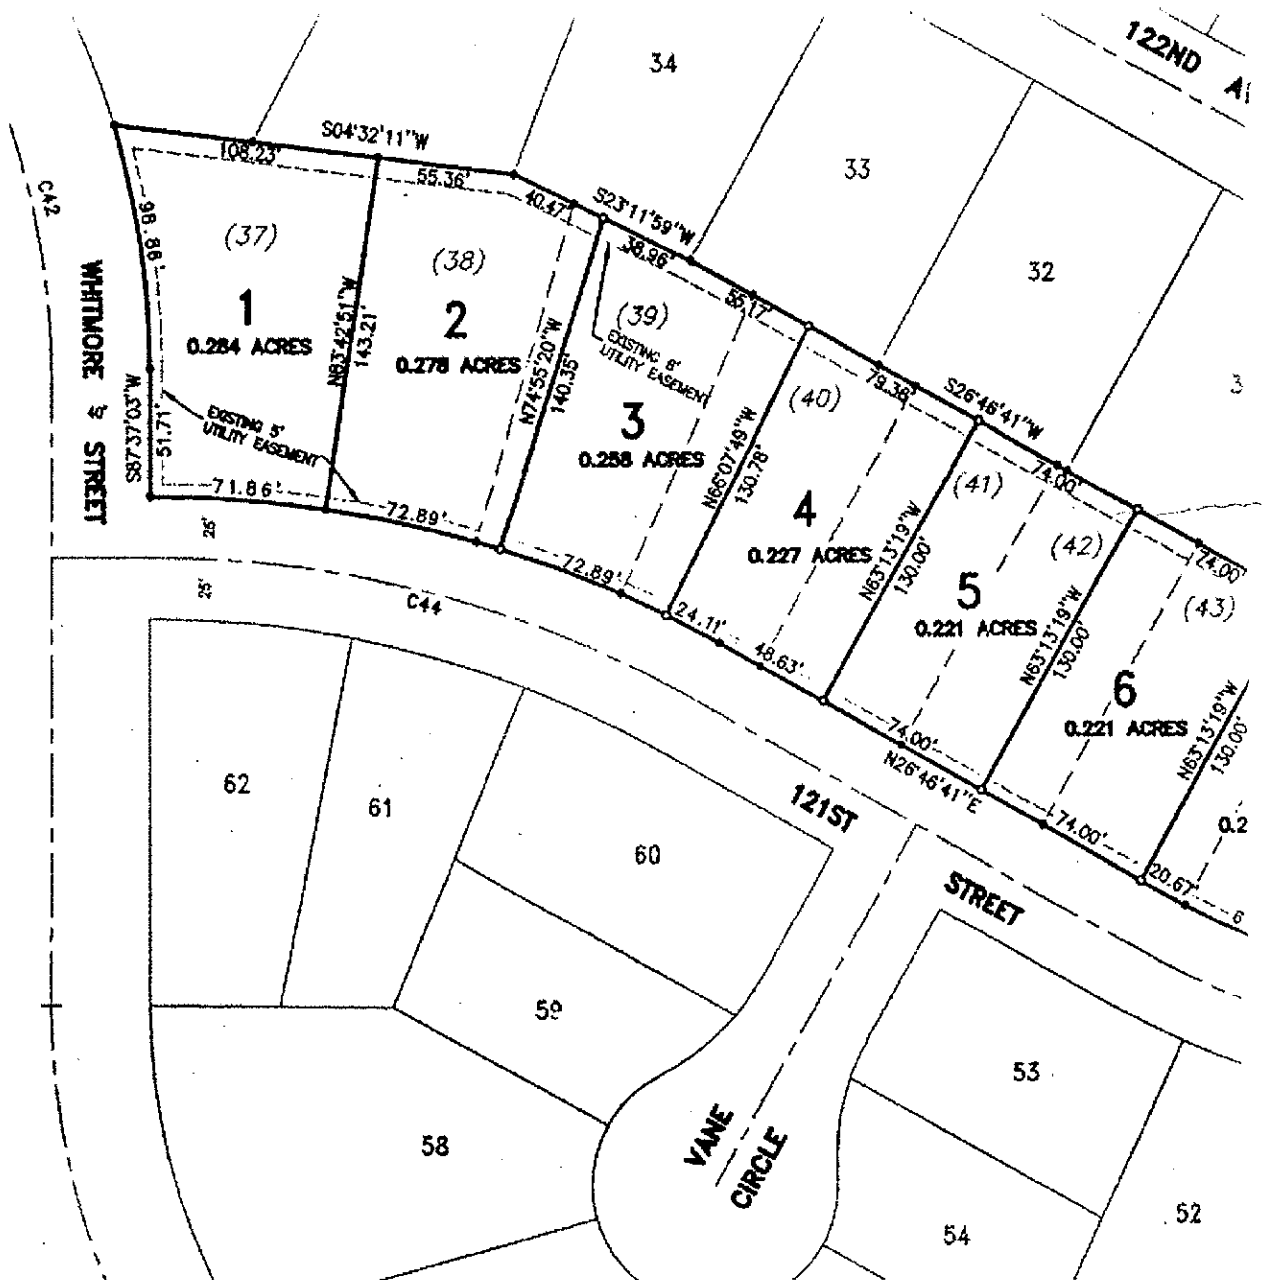 122ND
34
33
32
S04°32'11"W
108.23'
55.36'
40.47'
S23°11'59"W
38.96'
55.17'
79.38'
S26°46'41"W
74.00'
74.00'
C42
98.86'
WHITMORE STREET
S87°37'03"W
51.71'
(37)
1
0.284 ACRES
N83°42'51"W
143.21'
EXISTING 5'
UTILITY EASEMENT
71.86'
(38)
2
0.278 ACRES
72.89'
N74°55'20"W
140.35'
(39)
EXISTING 8'
UTILITY EASEMENT
3
0.258 ACRES
72.89'
N66°07'49"W
130.78'
(40)
4
0.227 ACRES
24.11'
48.63'
N63°13'19"W
130.00'
(41)
5
0.221 ACRES
74.00'
N26°46'41"E
N63°13'19"W
130.00'
(42)
(43)
6
0.221 ACRES
74.00'
N63°13'19"W
130.00'
0.2
20.67'
6
25'
25'
C44
121ST
STREET
62
61
60
59
58
VANE
CIRCLE
53
54
52